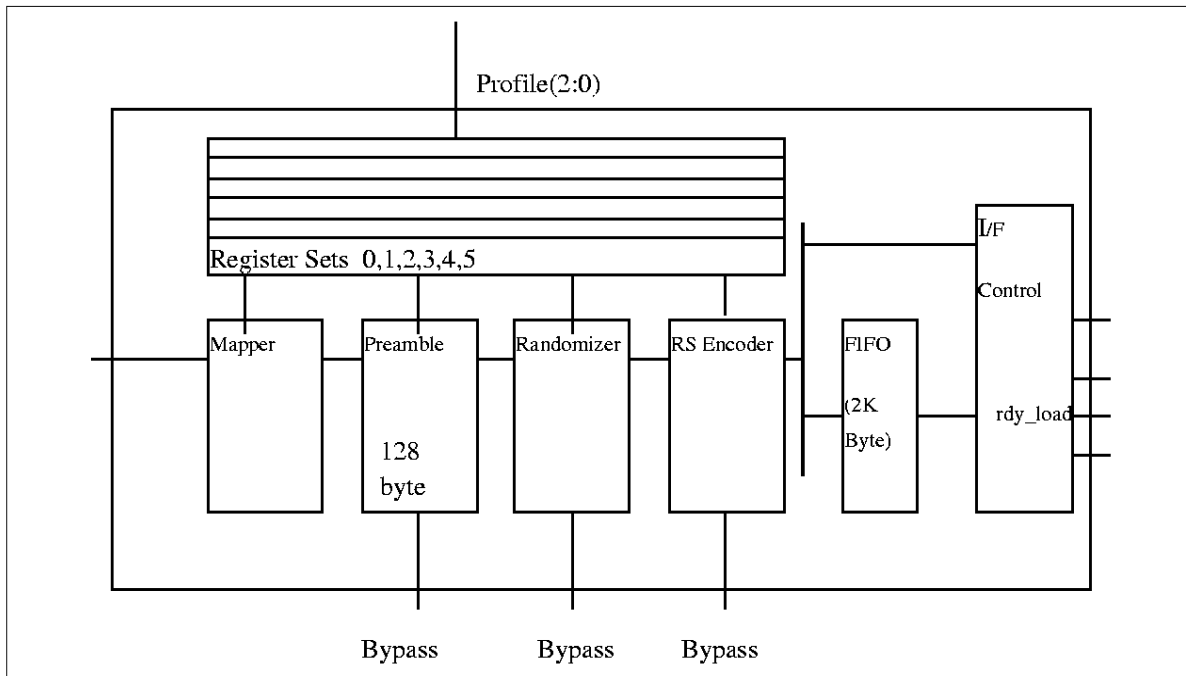 Profile(2:0)
Register Sets 0,1,2,3,4,5
I/F
Control
rdy_load
Mapper
Preamble
128
byte
Randomizer
RS Encoder
FIFO
(2K
Byte)
Bypass
Bypass
Bypass